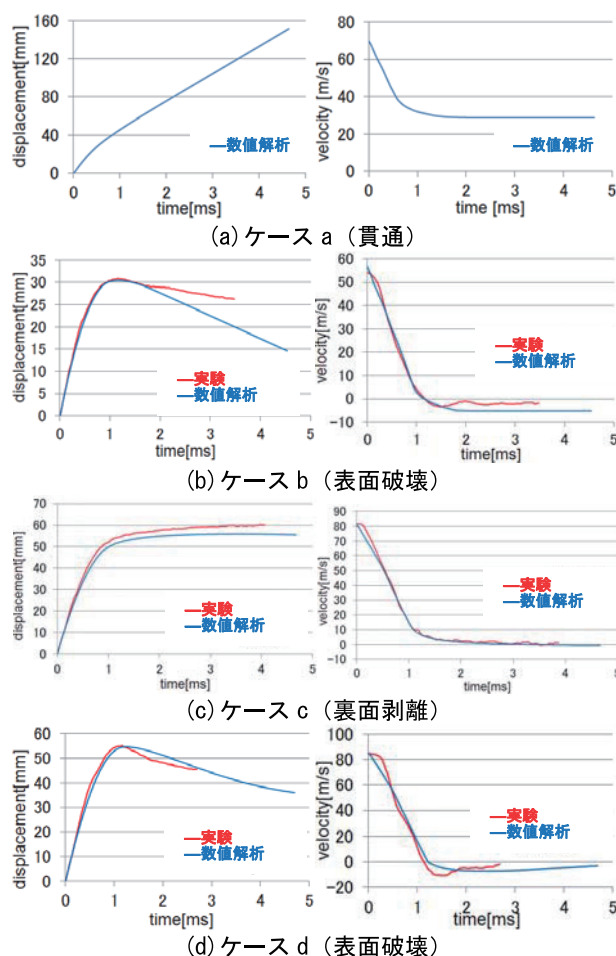 displacement[mm]
160
120
80
40
0
0 1 2 3 4 5
time[ms]
数値解析
velocity [m/s]
80
60
40
20
0
0 1 2 3 4 5
time [ms]
数値解析
(a)ケース a（貫通）
displacement[mm]
35
30
25
20
15
10
5
0
0 1 2 3 4 5
time[ms]
実験
数値解析
velocity[m/s]
60
50
40
30
20
10
0
-10
0 1 2 3 4 5
time[ms]
実験
数値解析
(b)ケース b（表面破壊）
displacement[mm]
70
60
50
40
30
20
10
0
0 1 2 3 4 5
time[ms]
実験
数値解析
velocity[m/s]
90
80
70
60
50
40
30
20
10
0
-10
0 1 2 3 4 5
time[ms]
実験
数値解析
(c)ケース c（裏面剥離）
displacement[mm]
60
50
40
30
20
10
0
0 1 2 3 4 5
time[ms]
実験
数値解析
velocity[m/s]
100
80
60
40
20
0
-20
0 1 2 3 4 5
time[ms]
実験
数値解析
(d)ケース d（表面破壊）